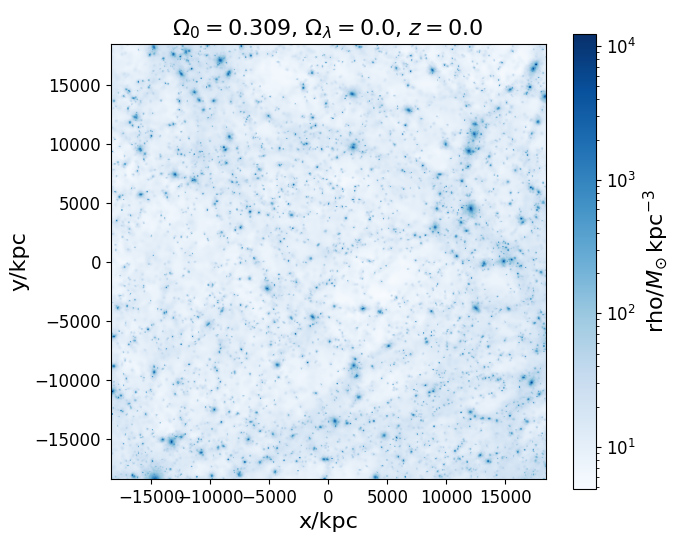 Ω₀ = 0.309, Ω_λ = 0.0, z = 0.0
15000
10000
5000
0
−5000
−10000
−15000
y/kpc
−15000 −10000 −5000 0 5000 10000 15000
x/kpc
10⁴
10³
10²
10¹
rho/M_⊙ kpc⁻³